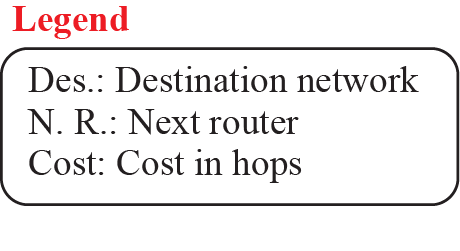 Legend
Des.: Destination network
N. R.: Next router
Cost: Cost in hops